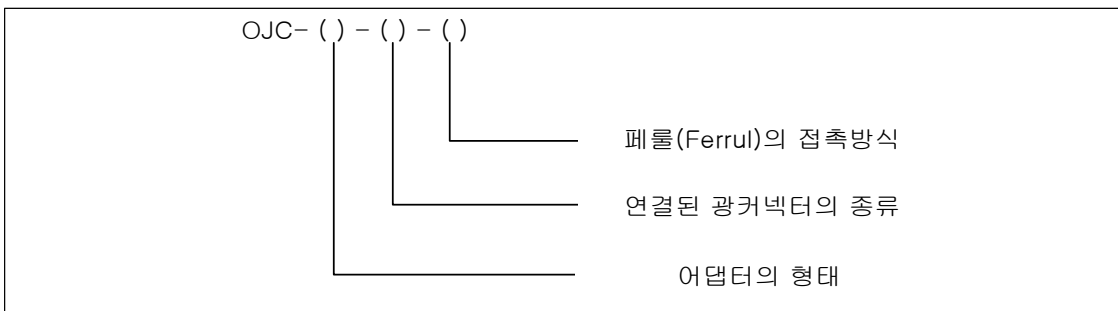 OJC- ( ) - ( ) - ( )
페룰(Ferrul)의 접촉방식
연결된 광커넥터의 종류
어댑터의 형태